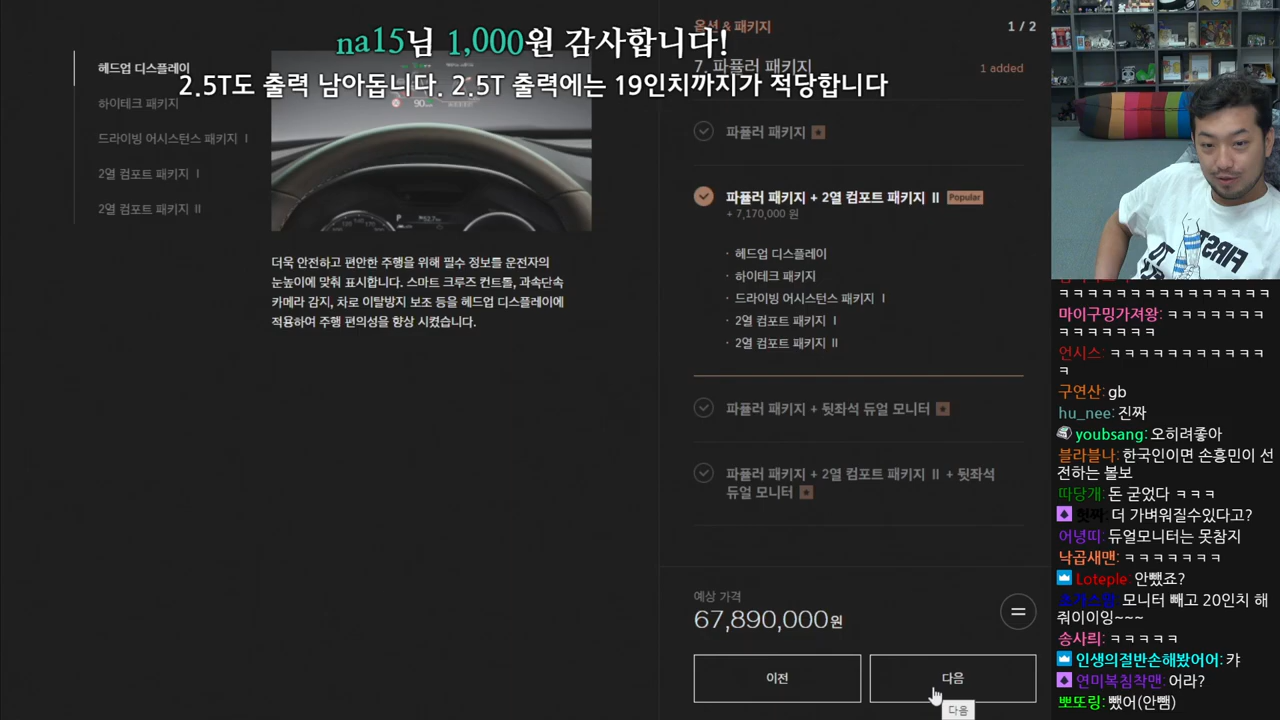 na15님 1,000원 감사합니다!
2.5T도 출력 남아돕니다. 2.5T 출력에는 19인치까지가 적당합니다
헤드업 디스플레이
하이테크 패키지
드라이빙 어시스턴스 패키지 I
2열 컴포트 패키지 I
2열 컴포트 패키지 II
90
P
더욱 안전하고 편안한 주행을 위해 필수 정보를 운전자의
눈높이에 맞춰 표시합니다. 스마트 크루즈 컨트롤, 과속단속
카메라 감지, 차로 이탈방지 보조 등을 헤드업 디스플레이에
적용하여 주행 편의성을 향상 시켰습니다.
옵션 & 패키지
1 / 2
7. 파퓰러 패키지
1 added
파퓰러 패키지
파퓰러 패키지 + 2열 컴포트 패키지 II Popular
+ 7,170,000 원
· 헤드업 디스플레이
· 하이테크 패키지
· 드라이빙 어시스턴스 패키지 I
· 2열 컴포트 패키지 I
· 2열 컴포트 패키지 II
파퓰러 패키지 + 뒷좌석 듀얼 모니터
파퓰러 패키지 + 2열 컴포트 패키지 II + 뒷좌석
듀얼 모니터
예상 가격
67,890,000원
이전
다음
다음
FIRST
ㅋㅋㅋㅋㅋㅋㅋㅋㅋㅋㅋㅋㅋㅋㅋ
마이구밍가져왕: ㅋㅋㅋㅋㅋㅋㅋ
ㅋㅋㅋㅋㅋㅋㅋ
언시스: ㅋㅋㅋㅋㅋㅋㅋㅋㅋㅋㅋ
ㅋ
구연산: gb
hu_nee: 진짜
youbsang: 오히려좋아
블라블나: 한국인이면 손흥민이 선
전하는 볼보
따당개: 돈 굳었다 ㅋㅋㅋ
헛짜: 더 가벼워질수있다고?
어녕띠: 듀얼모니터는 못참지
낙곱새맨: ㅋㅋㅋㅋㅋㅋㅋ
Loteple: 안뺐죠?
모니터 빼고 20인치 해
줘이이잉~~~
송사릐: ㅋㅋㅋㅋㅋ
인생의절반손해봤어어: 캬
연미복침착맨: 어라?
뽀또링: 뺐어(안뺌)